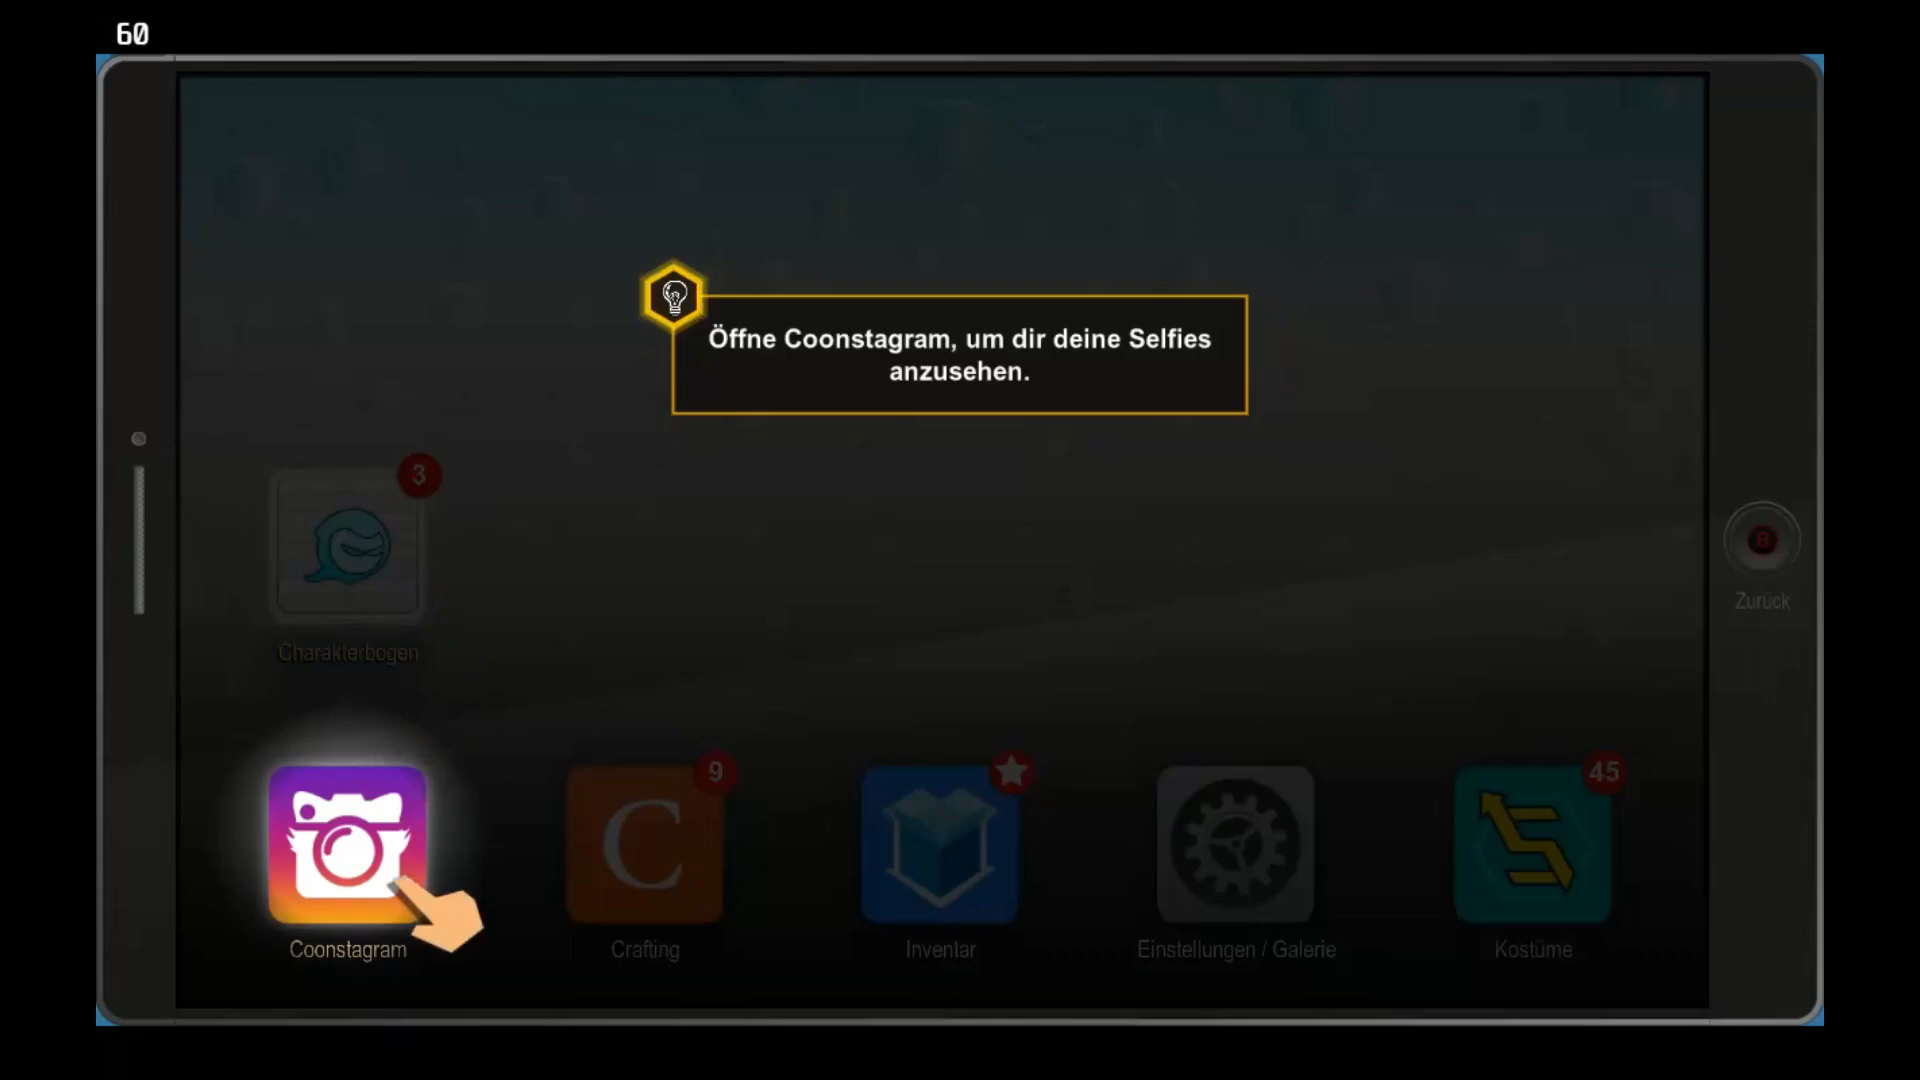 60
Öffne Coonstagram, um dir deine Selfies
anzusehen.
3
Charakterbogen
B
Zurück
9
45
C
Coonstagram
Crafting
Inventar
Einstellungen / Galerie
Kostüme